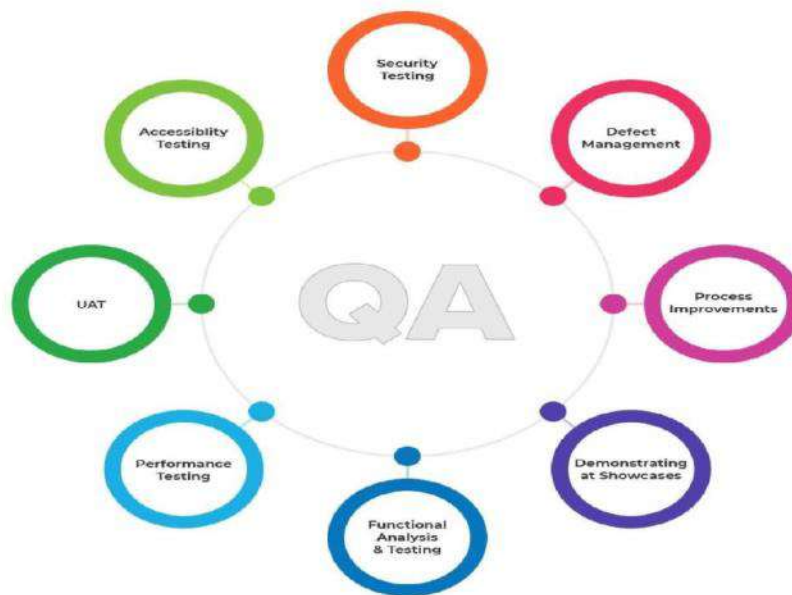 Security
Testing
Defect
Management
Process
Improvements
Demonstrating
at Showcases
Functional
Analysis
& Testing
Performance
Testing
UAT
Accessiblity
Testing
QA